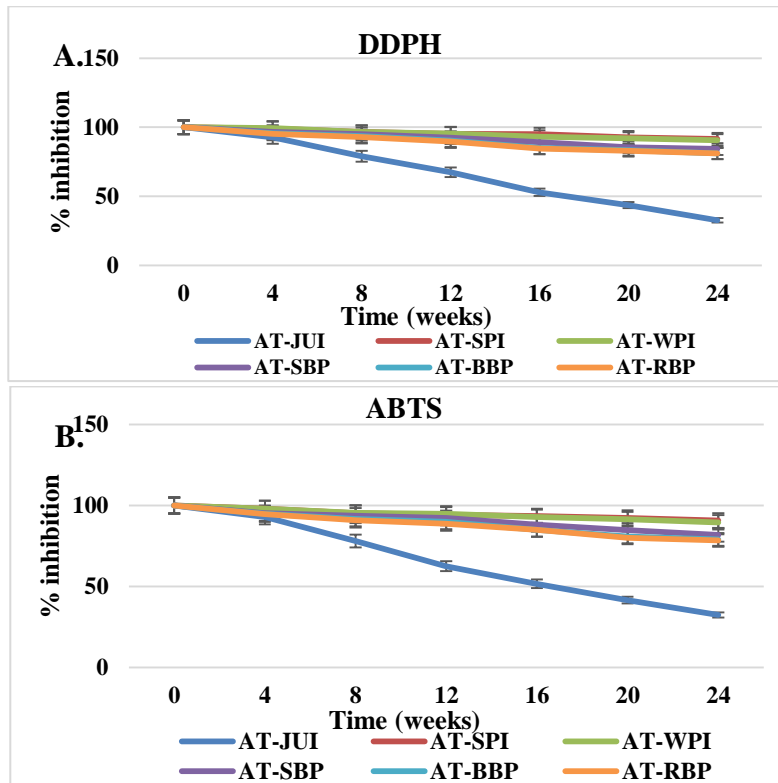 DDPH
A.
% inhibition
150
100
50
0
0 4 8 12 16 20 24
Time (weeks)
AT-JUI AT-SPI AT-WPI
AT-SBP AT-BBP AT-RBP
ABTS
B.
% inhibition
150
100
50
0
0 4 8 12 16 20 24
Time (weeks)
AT-JUI AT-SPI AT-WPI
AT-SBP AT-BBP AT-RBP